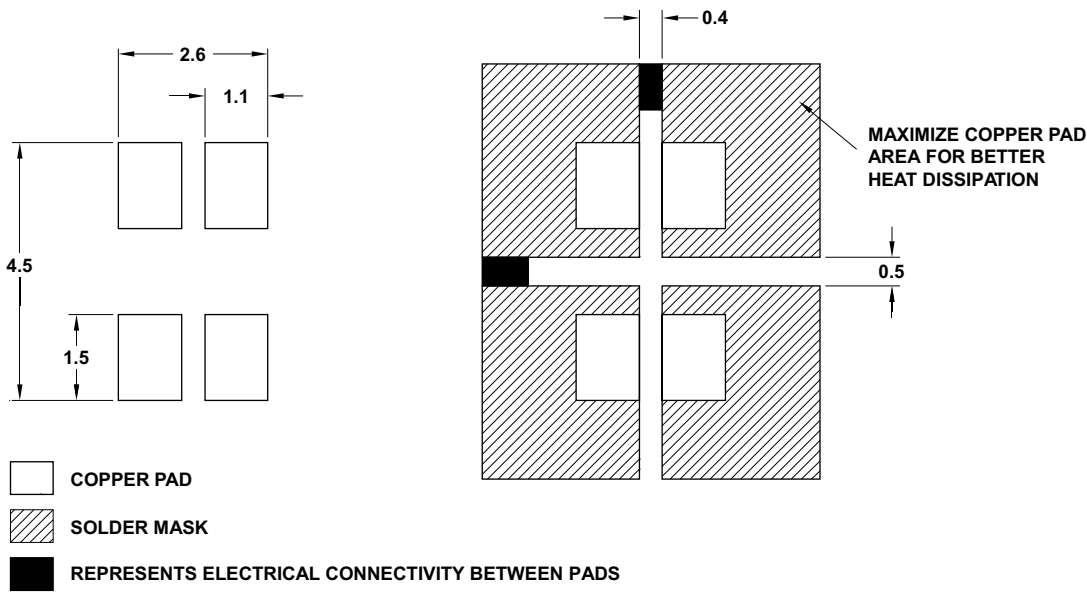 0.4
2.6
1.1
MAXIMIZE COPPER PAD
AREA FOR BETTER
HEAT DISSIPATION
4.5
0.5
1.5
COPPER PAD
SOLDER MASK
REPRESENTS ELECTRICAL CONNECTIVITY BETWEEN PADS